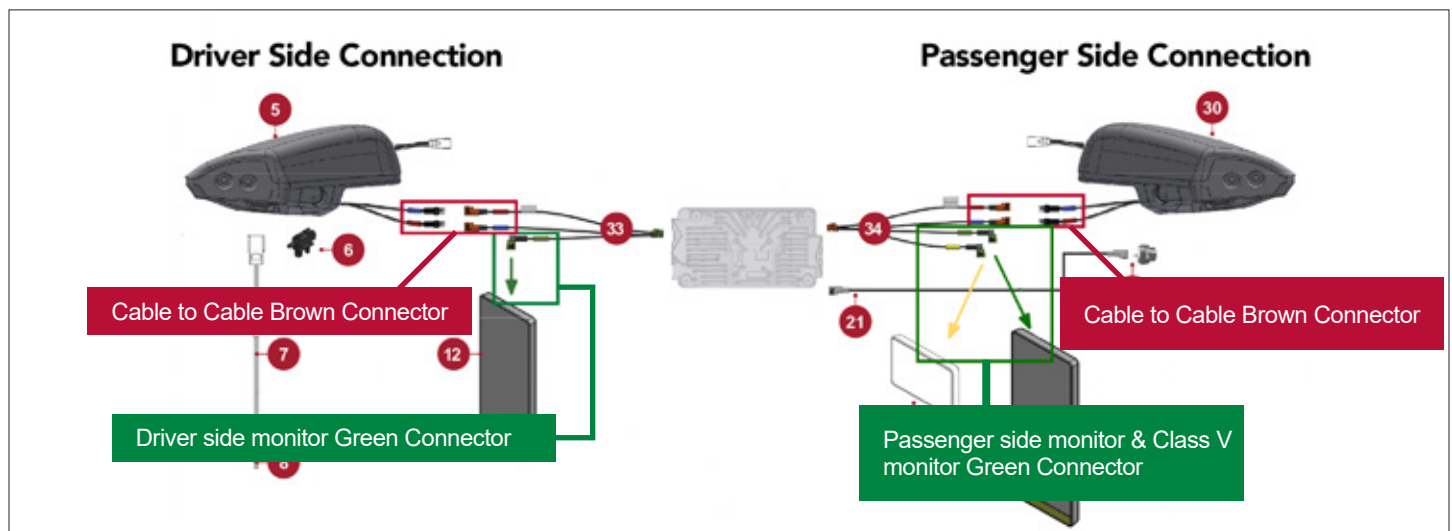 Driver Side Connection
Passenger Side Connection
5
30
33
34
6
Cable to Cable Brown Connector
Cable to Cable Brown Connector
21
7
12
Driver side monitor Green Connector
Passenger side monitor & Class V
monitor Green Connector
8